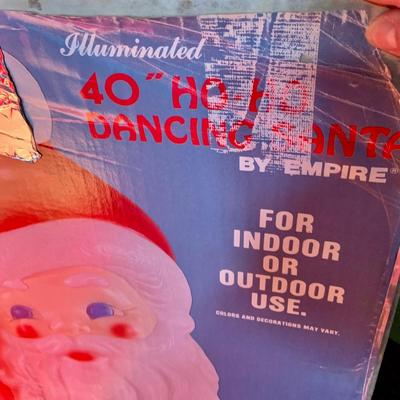 Illuminated
40" HO HO
DANCING SANTA
BY EMPIRE®
FOR
INDOOR
OR
OUTDOOR
USE.
COLORS AND DECORATIONS MAY VARY.